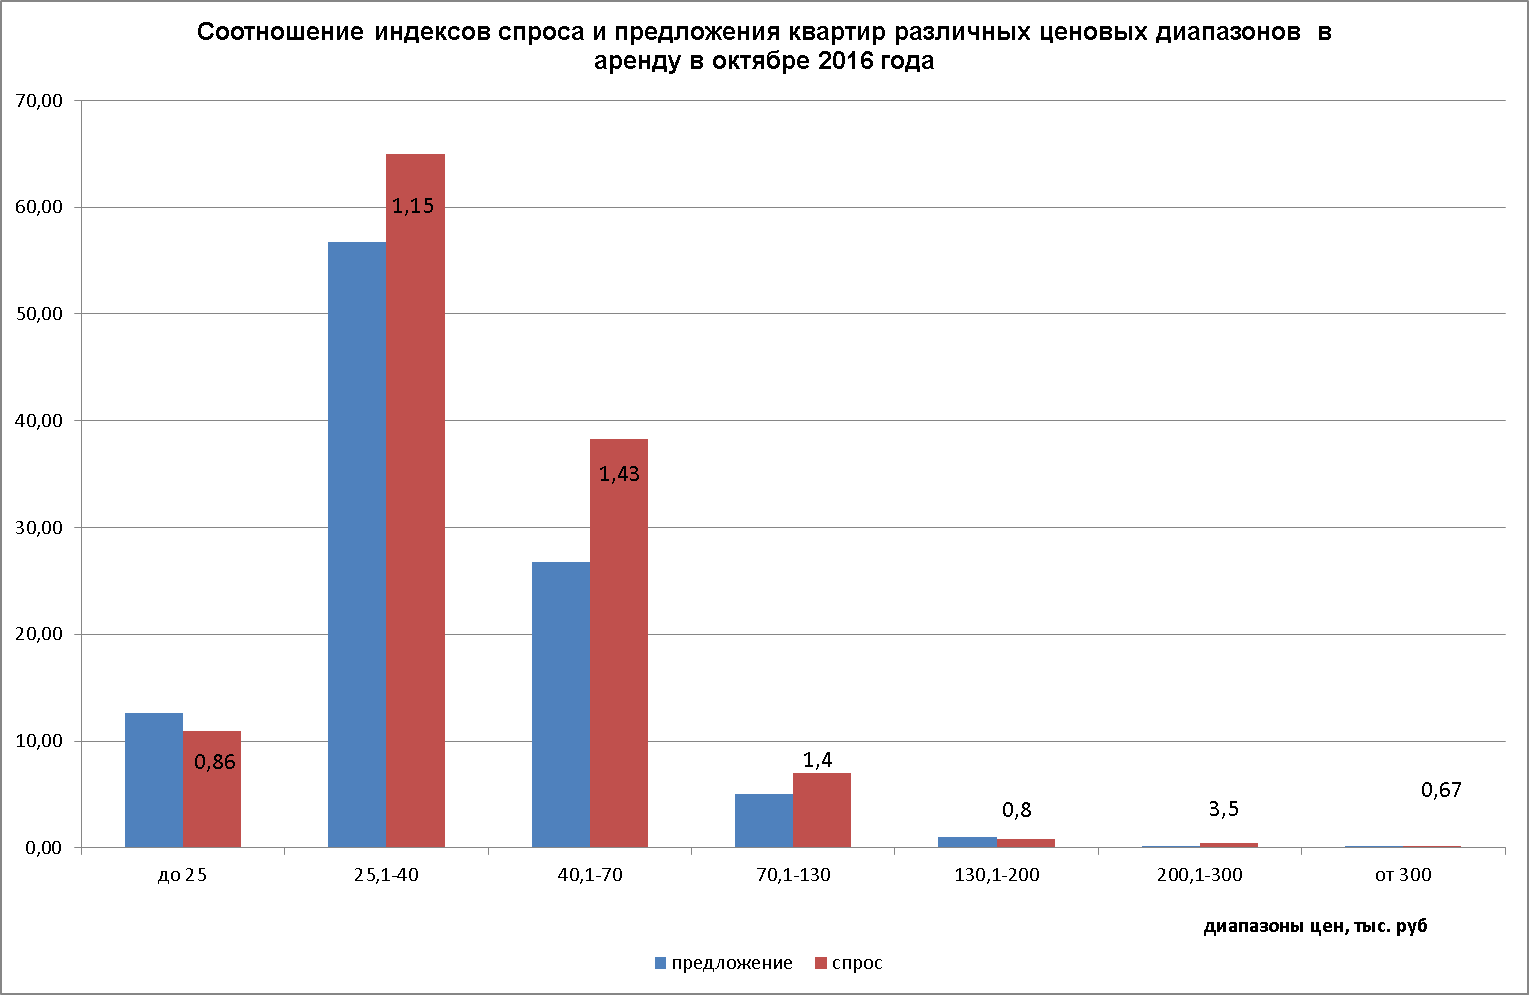 Соотношение индексов спроса и предложения квартир различных ценовых диапазонов в
аренду в октябре 2016 года
70,00
60,00
50,00
40,00
30,00
20,00
10,00
0,00
0,86
1,15
1,43
1,4
0,8
3,5
0,67
до 25
25,1-40
40,1-70
70,1-130
130,1-200
200,1-300
от 300
диапазоны цен, тыс. руб
предложение
спрос